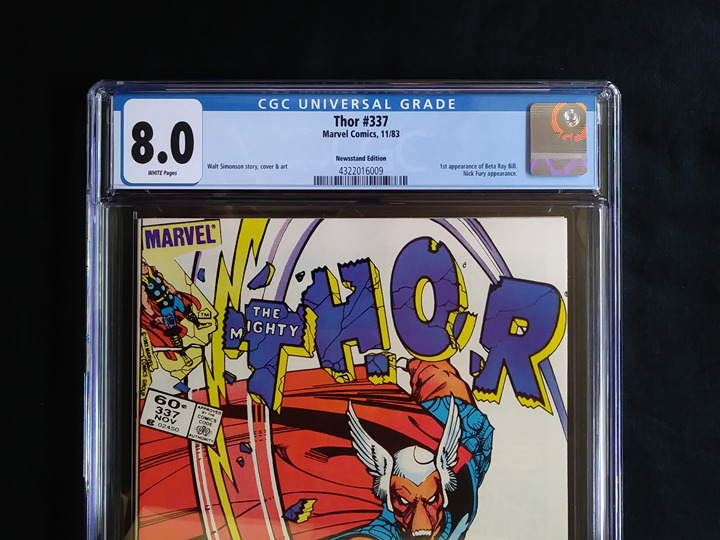 CGC UNIVERSAL GRADE
8.0
WHITE Pages
Thor #337
Marvel Comics, 11/83
Newsstand Edition
Walt Simonson story, cover & art
4322016009
1st appearance of Beta Ray Bill.
Nick Fury appearance.
MARVEL®
TM
THE
MIGHTY
THOR
60¢
337
NOV
02450
APPROVED
BY THE
COMICS
CODE
AUTHORITY